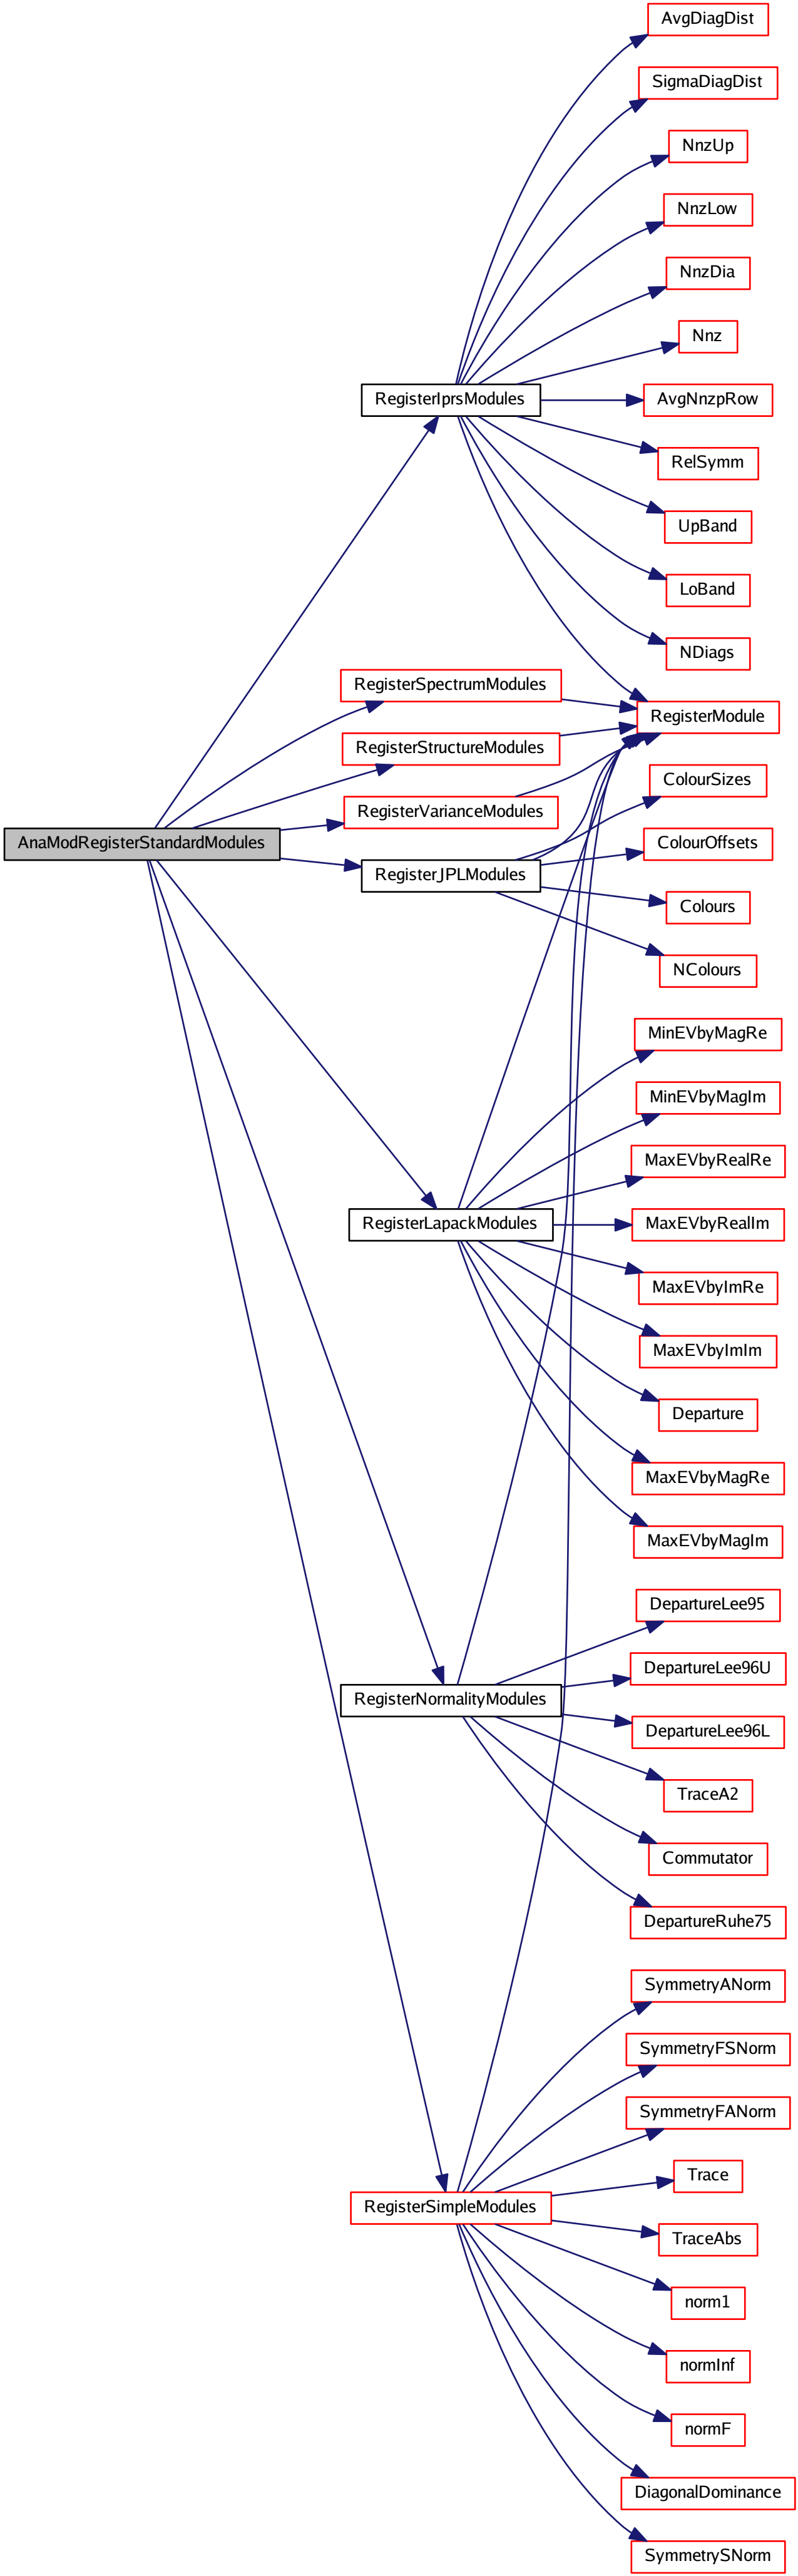 AvgDiagDist
SigmaDiagDist
NnzUp
NnzLow
NnzDia
Nnz
RegisterIprsModules
AvgNnzpRow
RelSymm
UpBand
LoBand
NDiags
RegisterSpectrumModules
RegisterModule
RegisterStructureModules
ColourSizes
RegisterVarianceModules
AnaModRegisterStandardModules
ColourOffsets
RegisterJPLModules
Colours
NColours
MinEVbyMagRe
MinEVbyMagIm
MaxEVbyRealRe
RegisterLapackModules
MaxEVbyRealIm
MaxEVbyImRe
MaxEVbyImIm
Departure
MaxEVbyMagRe
MaxEVbyMagIm
DepartureLee95
DepartureLee96U
RegisterNormalityModules
DepartureLee96L
TraceA2
Commutator
DepartureRuhe75
SymmetryANorm
SymmetryFSNorm
SymmetryFANorm
Trace
RegisterSimpleModules
TraceAbs
norm1
normInf
normF
DiagonalDominance
SymmetrySNorm